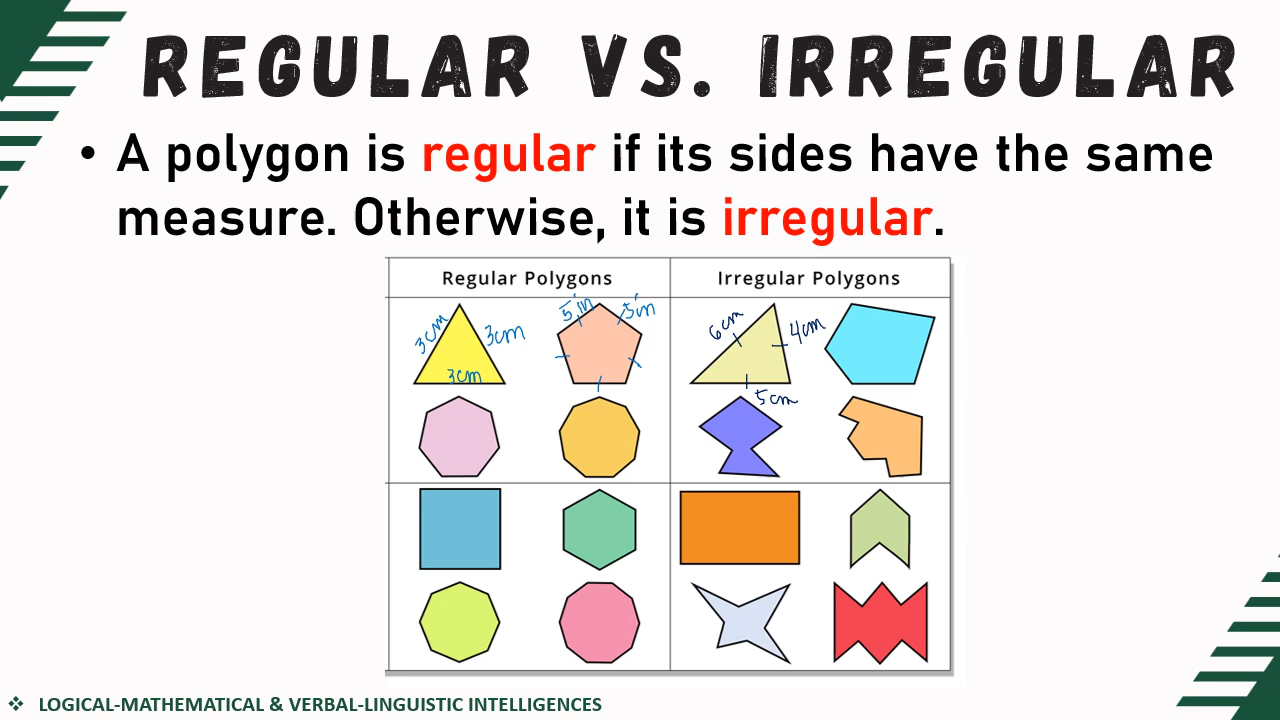 REGULAR VS. IRREGULAR
• A polygon is regular if its sides have the same
measure. Otherwise, it is irregular.
Regular Polygons
Irregular Polygons
3cm
3cm
3cm
5in
5in
6cm
4cm
5cm
❖ LOGICAL-MATHEMATICAL & VERBAL-LINGUISTIC INTELLIGENCES